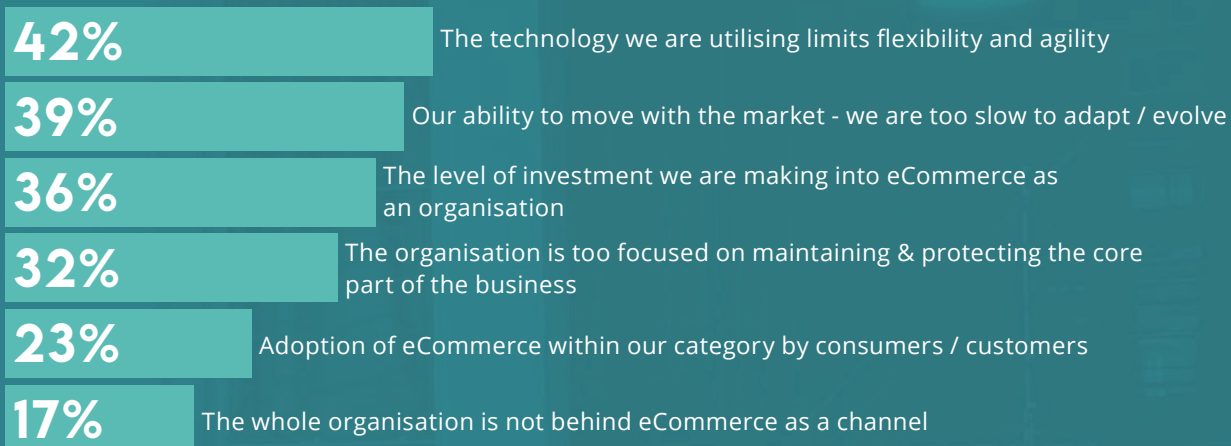 42%
The technology we are utilising limits flexibility and agility
39%
Our ability to move with the market - we are too slow to adapt / evolve
36%
The level of investment we are making into eCommerce as
an organisation
32%
The organisation is too focused on maintaining & protecting the core
part of the business
23%
Adoption of eCommerce within our category by consumers / customers
17%
The whole organisation is not behind eCommerce as a channel